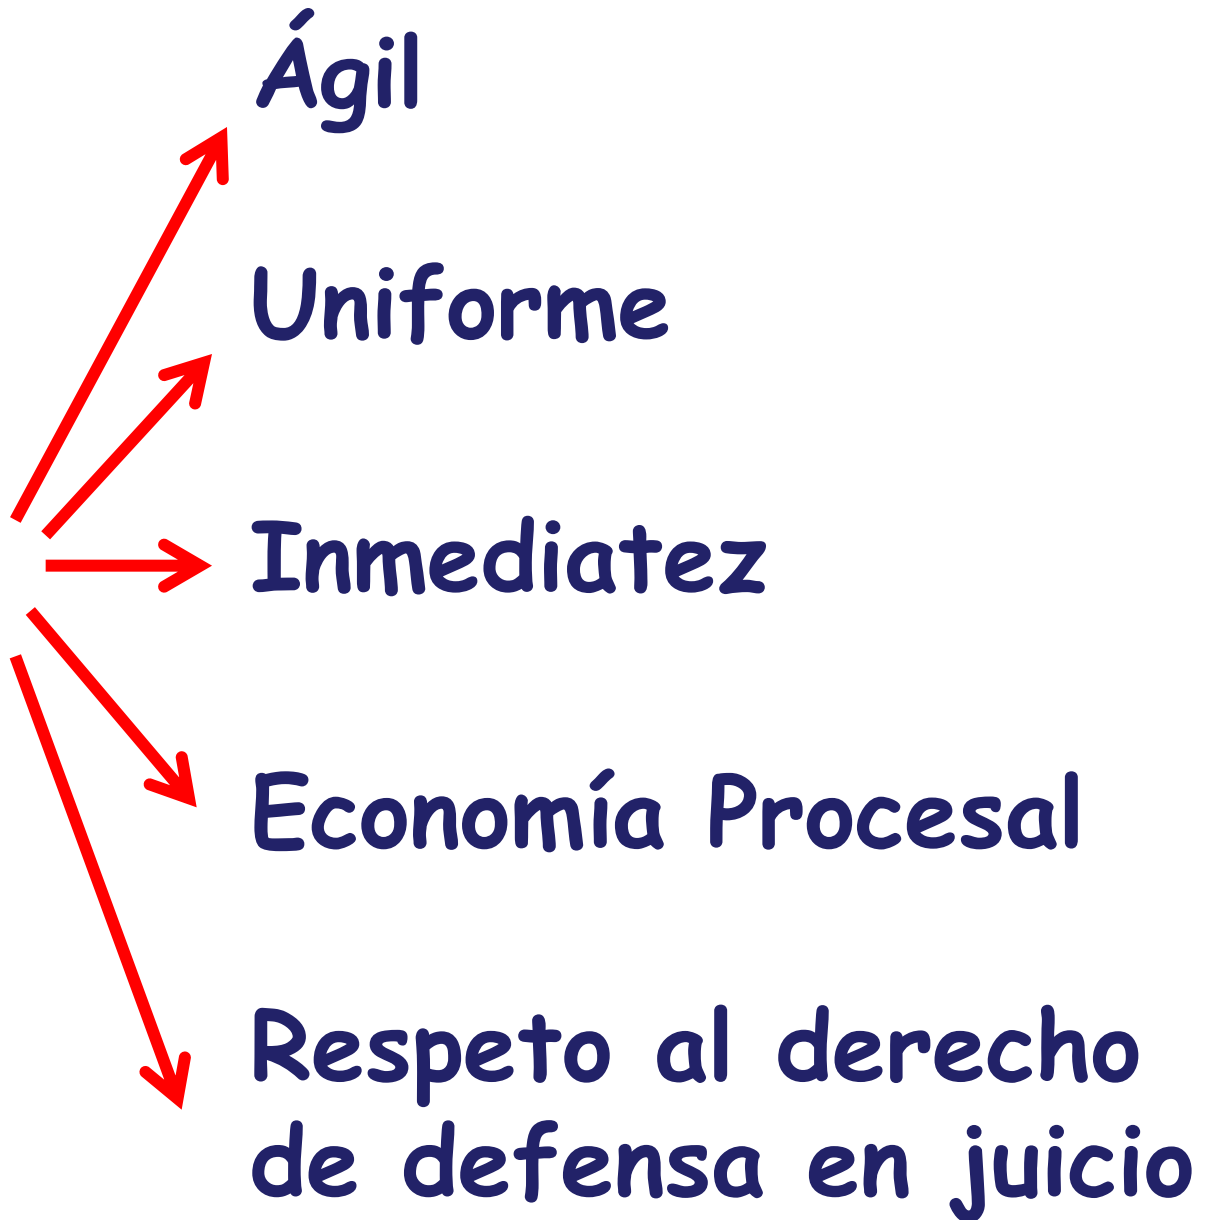 Ágil
Uniforme
Inmediatez
Economía Procesal
Respeto al derecho
de defensa en juicio